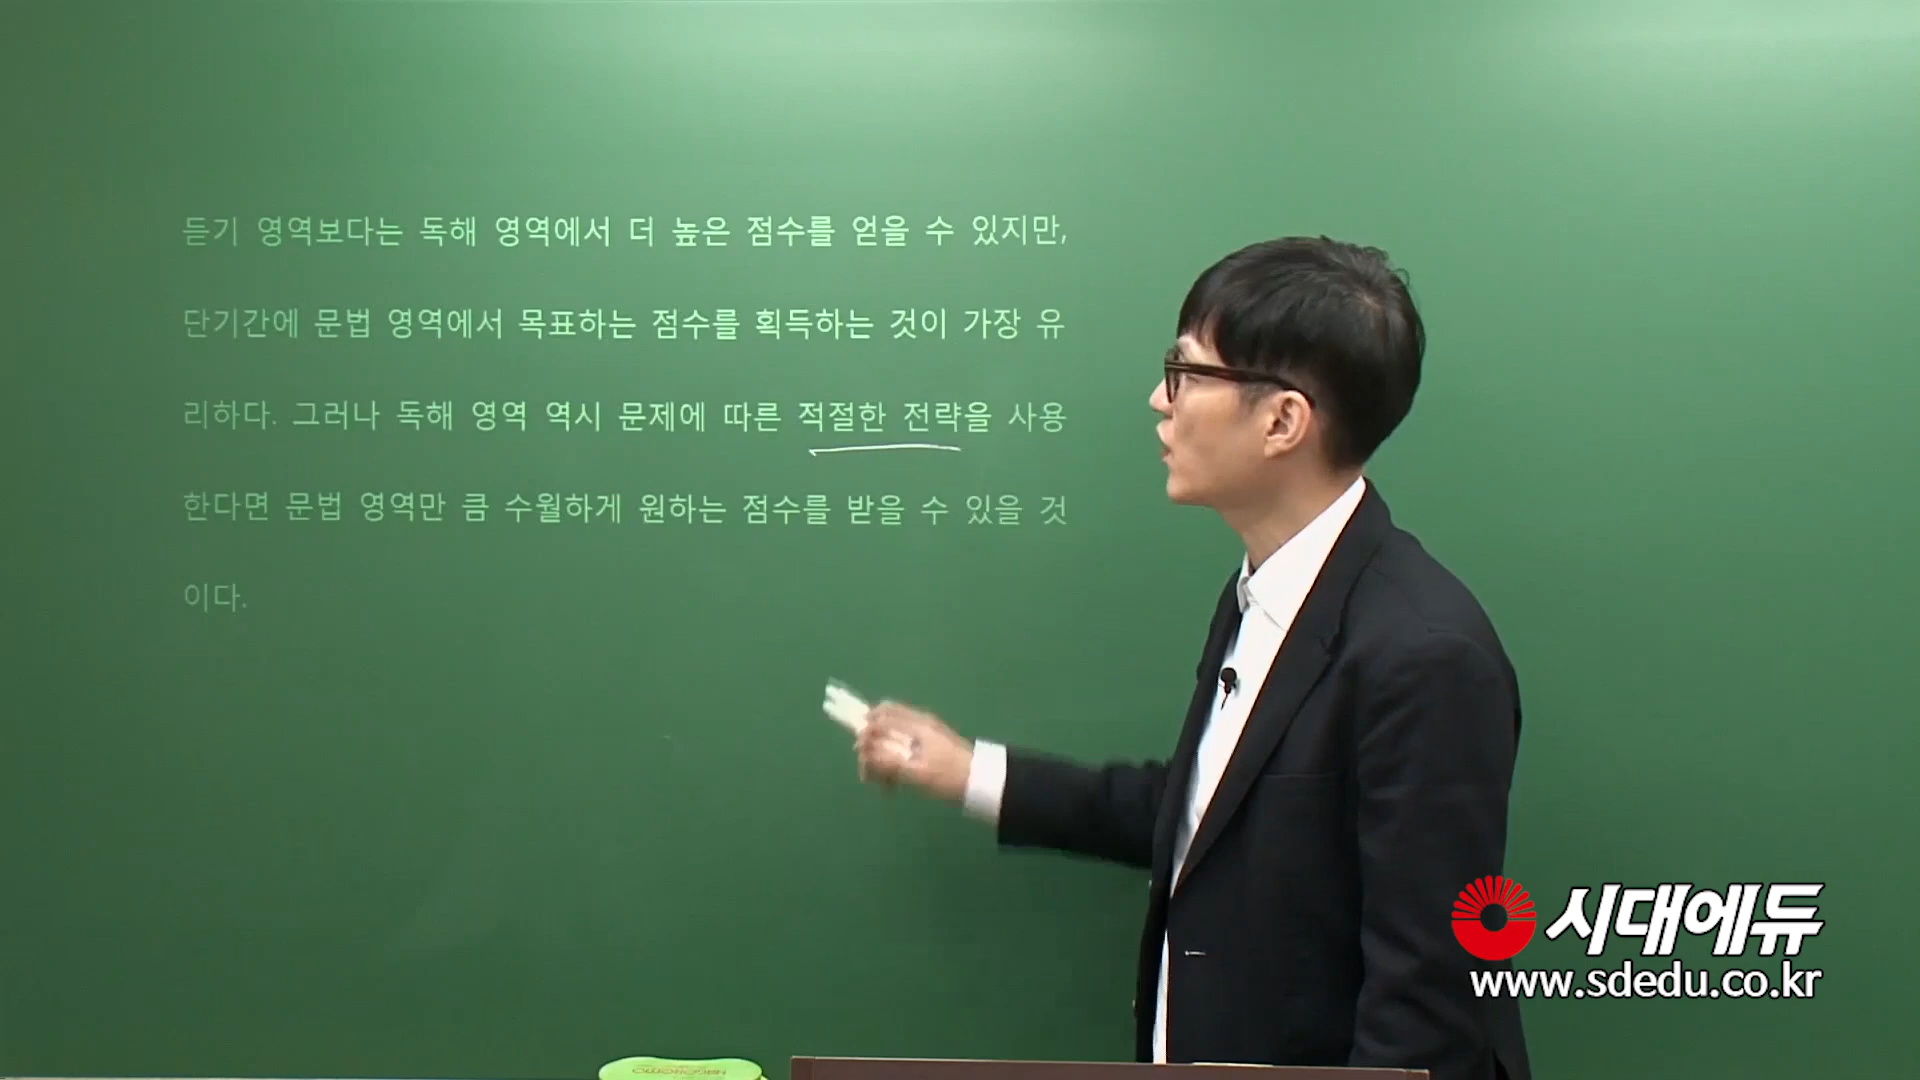 듣기 영역보다는 독해 영역에서 더 높은 점수를 얻을 수 있지만,
단기간에 문법 영역에서 목표하는 점수를 획득하는 것이 가장 유
리하다. 그러나 독해 영역 역시 문제에 따른 적절한 전략을 사용
한다면 문법 영역만 큼 수월하게 원하는 점수를 받을 수 있을 것
이다.
시대에듀
www.sdedu.co.kr